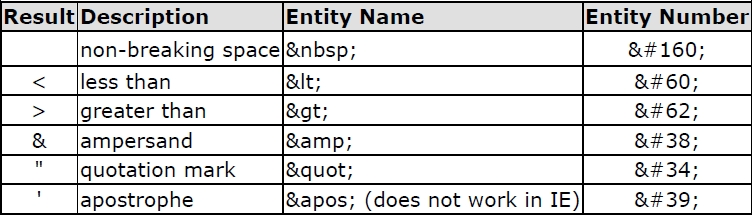 Result Description Entity Name Entity Number
non-breaking space &nbsp; &#160;
< less than &lt; &#60;
> greater than &gt; &#62;
& ampersand &amp; &#38;
" quotation mark &quot; &#34;
' apostrophe &apos; (does not work in IE) &#39;